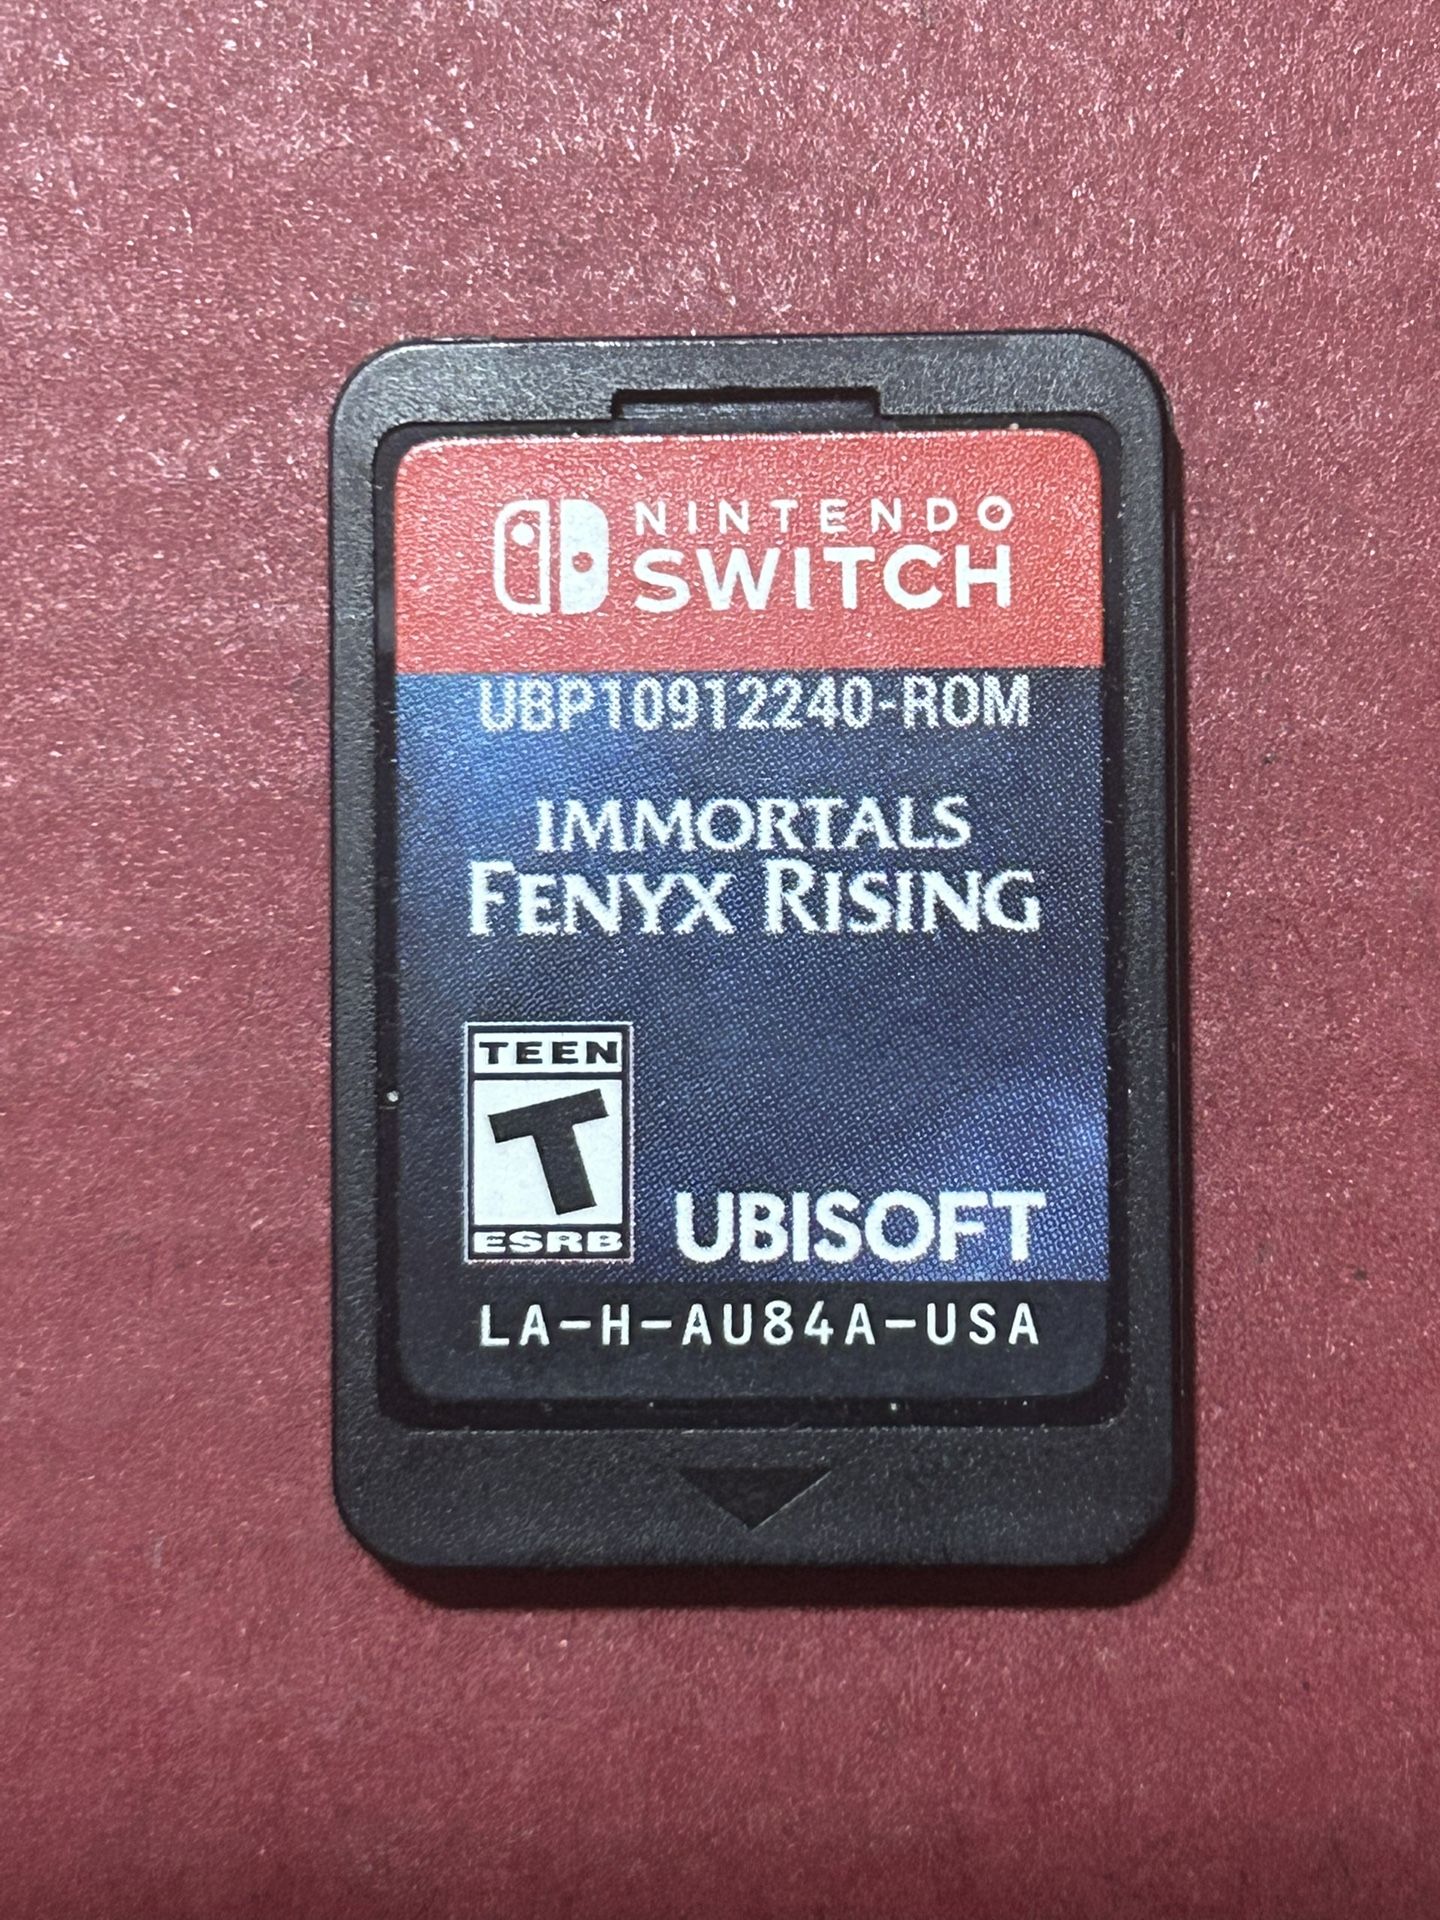 NINTENDO
SWITCH
UBP10912240-ROM
IMMORTALS
FENYX RISING
TEEN
T
ESRB
UBISOFT
LA-H-AU84A-USA